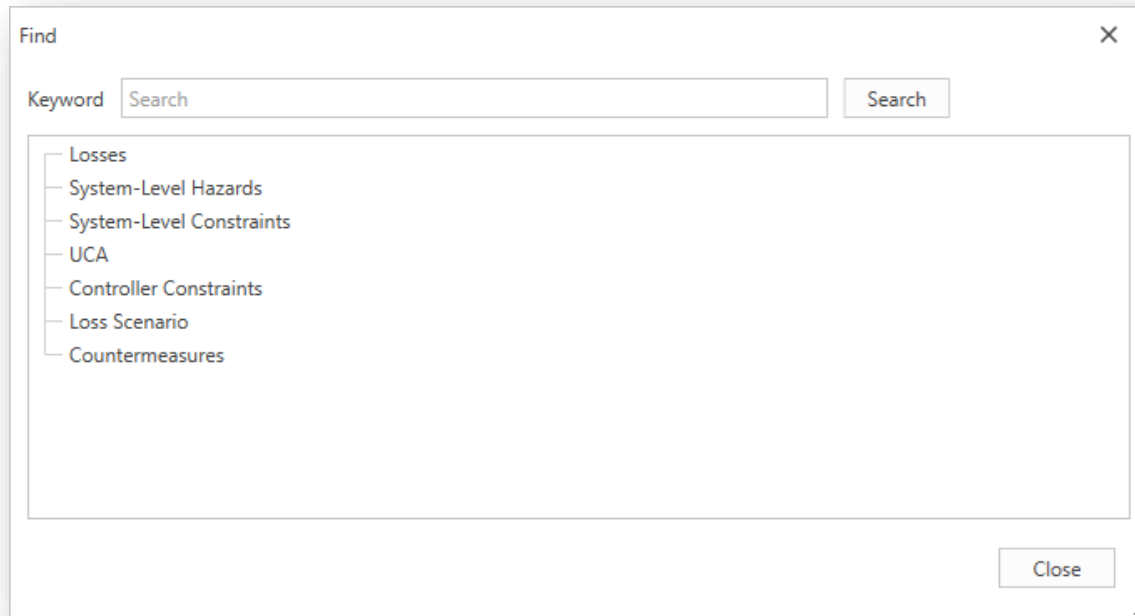 Find
Keyword Search Search
Losses
System-Level Hazards
System-Level Constraints
UCA
Controller Constraints
Loss Scenario
Countermeasures
Close